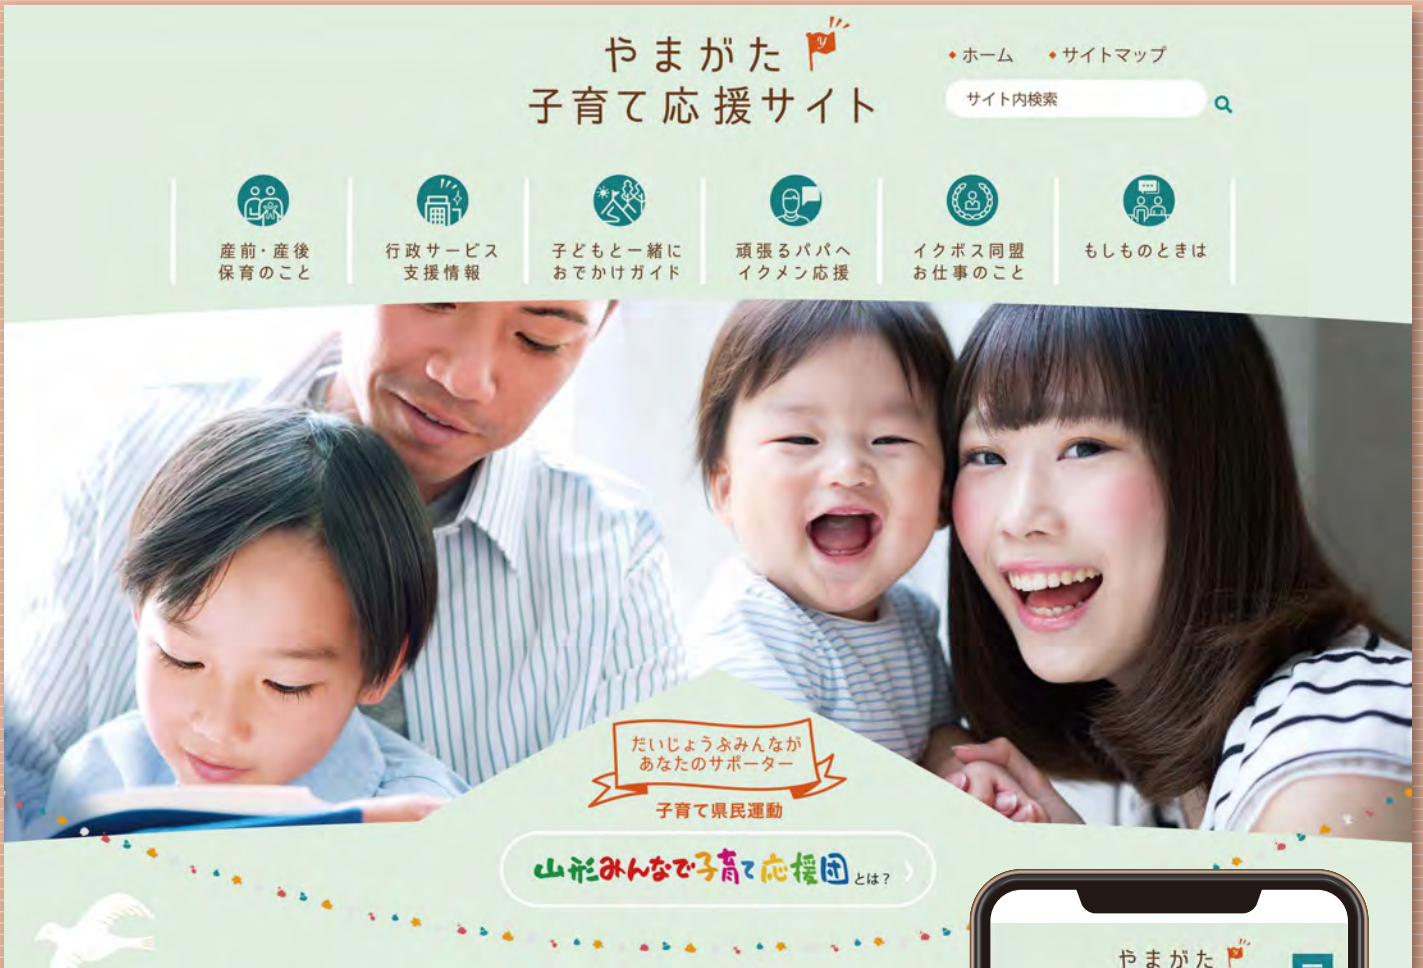 やまがた
子育て応援サイト
ホーム
サイトマップ
サイト内検索
産前・産後
保育のこと
行政サービス
支援情報
子どもと一緒に
おでかけガイド
頑張るパパへ
イクメン応援
イクボス同盟
お仕事のこと
もしものときは
だいじょうぶみんなが
あなたのサポーター
子育て県民運動
山形みんなで子育て応援団とは？
やまがた